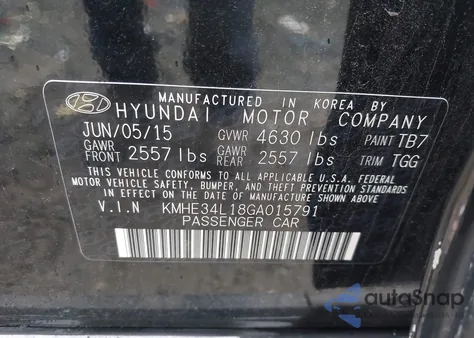 MANUFACTURED IN KOREA BY
HYUNDAI MOTOR COMPANY
JUN/05/15 GVWR 4630 lbs PAINT TB7
GAWR FRONT 2557 lbs GAWR REAR 2557 lbs TRIM TGG
THIS VEHICLE CONFORMS TO ALL APPLICABLE U.S.A. FEDERAL
MOTOR VEHICLE SAFETY, BUMPER, AND THEFT PREVENTION STANDARDS
IN EFFECT ON THE DATE OF MANUFACTURE SHOWN ABOVE.
V.I.N KMHE34L18GA015791
PASSENGER CAR
autoSnap